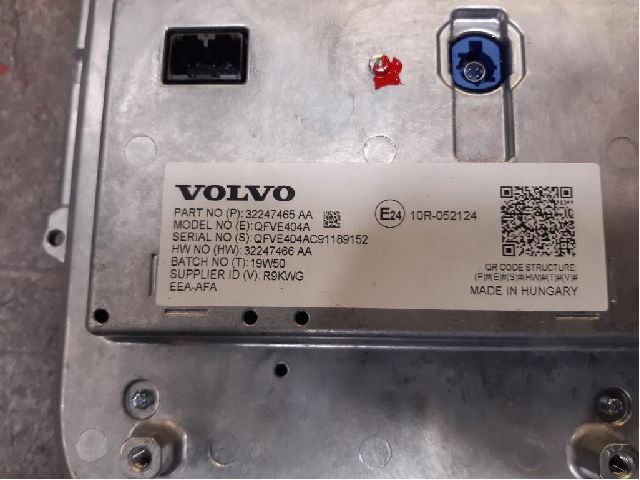 VOLVO
PART NO (P): 32247465 AA
MODEL NO (E): QFVE404A
SERIAL NO (S): QFVE404AC91189152
HW NO (HW): 32247466 AA
BATCH NO (T): 19W50
SUPPLIER ID (V): R9KWG
EEA-AFA
E24 10R-052124
QR CODE STRUCTURE:
(P)#(E)#(S)#(HW)#(T)#(V)#
MADE IN HUNGARY